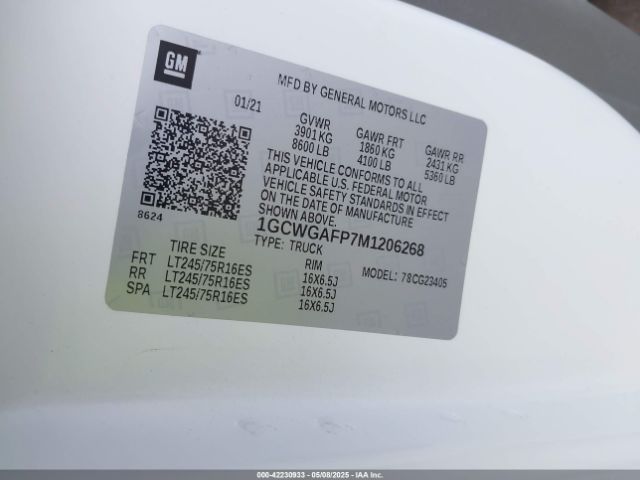 GM
MFD BY GENERAL MOTORS LLC
01/21
GVWR GAWR FRT GAWR RR
3901 KG 1860 KG 2431 KG
8600 LB 4100 LB 5360 LB
THIS VEHICLE CONFORMS TO ALL
APPLICABLE U.S. FEDERAL MOTOR
VEHICLE SAFETY STANDARDS IN EFFECT
ON THE DATE OF MANUFACTURE
SHOWN ABOVE.
8624
1GCWGAFP7M1206268
TYPE: TRUCK
MODEL: 78CG23405
TIRE SIZE RIM
FRT LT245/75R16ES 16X6.5J
RR LT245/75R16ES 16X6.5J
SPA LT245/75R16ES 16X6.5J
000-42230933 - 05/08/2025 - IAAI.com